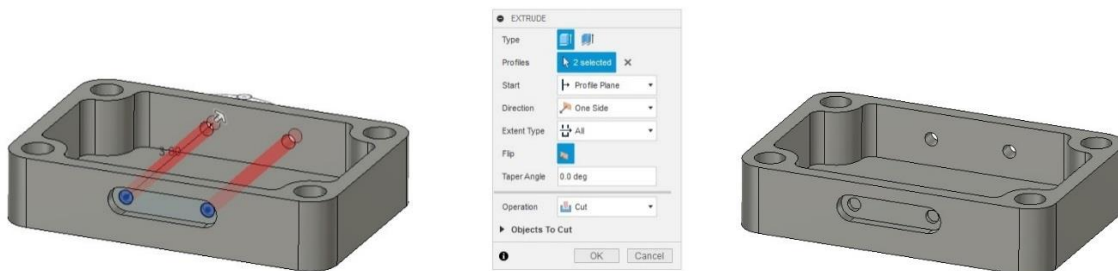 EXTRUDE
Type
Profiles 2 selected
Start Profile Plane
Direction One Side
Extent Type All
Flip
Taper Angle 0.0 deg
Operation Cut
Objects To Cut
OK Cancel